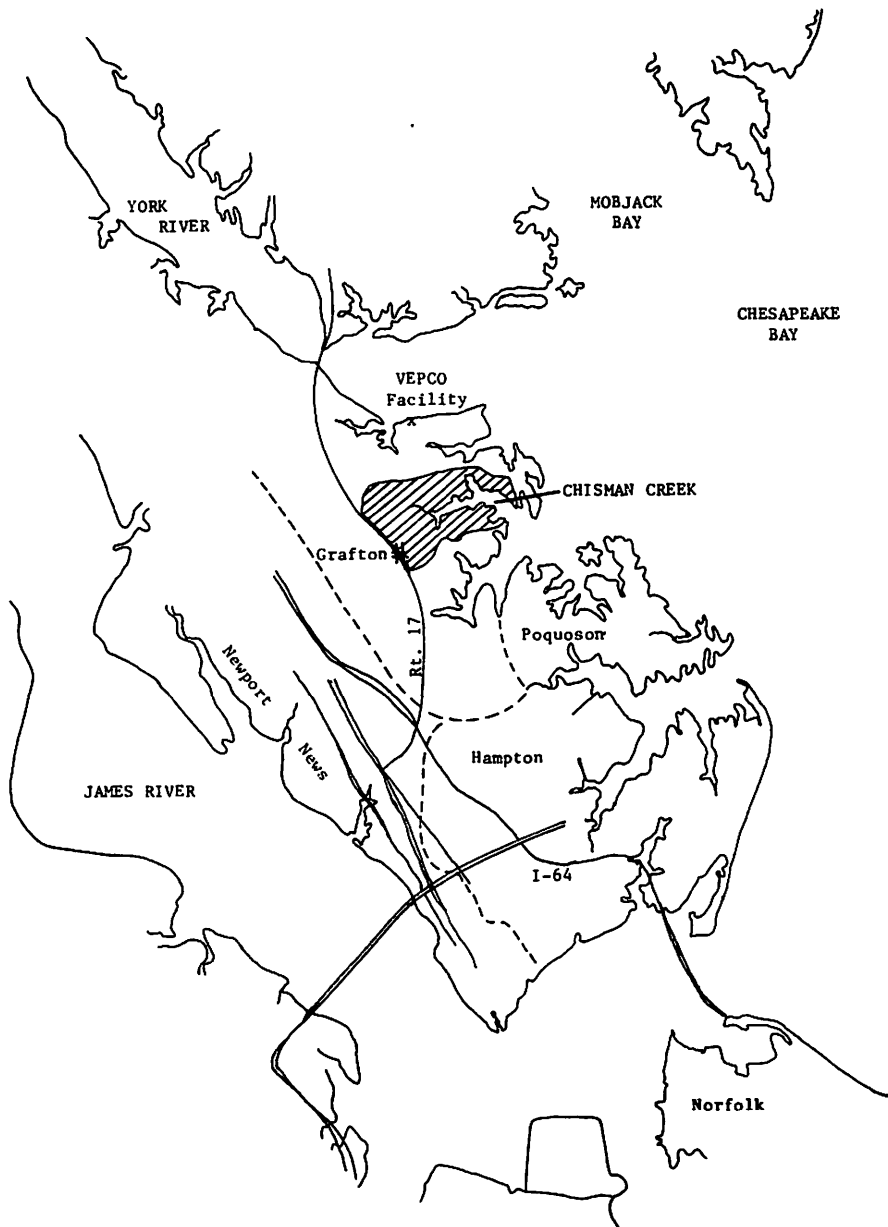 YORK
RIVER
MOBJACK
BAY
CHESAPEAKE
BAY
VEPCO
Facility
x
CHISMAN CREEK
Grafton
Rt. 17
Poquoson
Newport
News
Hampton
JAMES RIVER
I-64
Norfolk